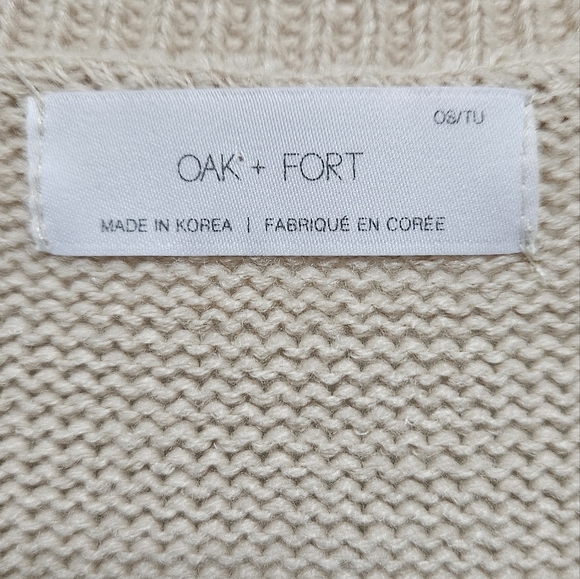 OS/TU
OAK + FORT
MADE IN KOREA | FABRIQUÉ EN CORÉE